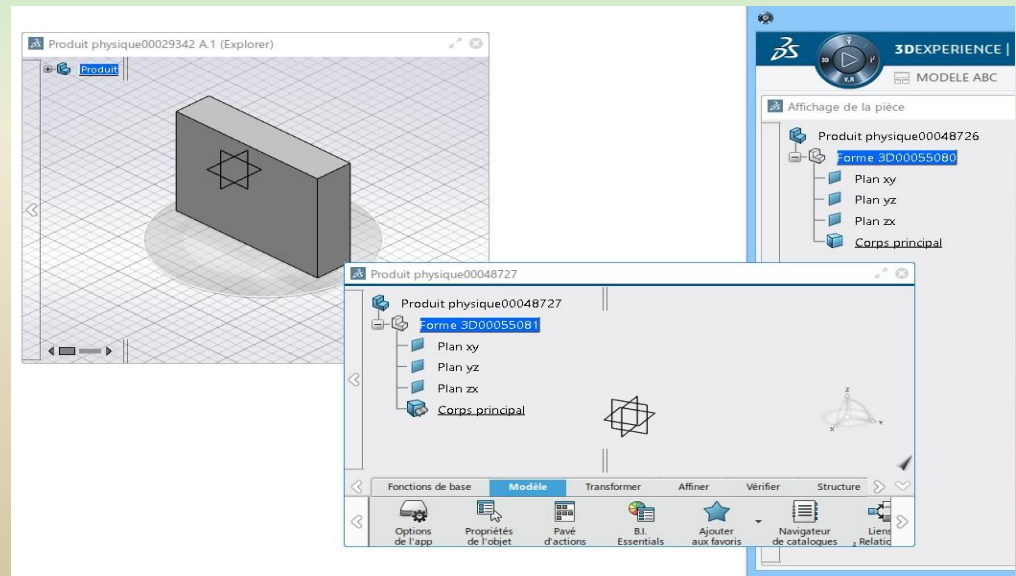 Produit physique00029342 A.1 (Explorer)
Produit
3DEXPERIENCE |
MODELE ABC
3D
V.R
Affichage de la pièce
Produit physique00048726
Forme 3D00055080
Plan xy
Plan yz
Plan zx
Corps principal
Produit physique00048727
Produit physique00048727
Forme 3D00055081
Plan xy
Plan yz
Plan zx
Corps principal
z
x
Y
Fonctions de base Modèle Transformer Affiner Vérifier Structure
Options
de l'app
Propriétés
de l'objet
Pavé
d'actions
B.I.
Essentials
Ajouter
aux favoris
Navigateur
de catalogues
Liens
Relatic